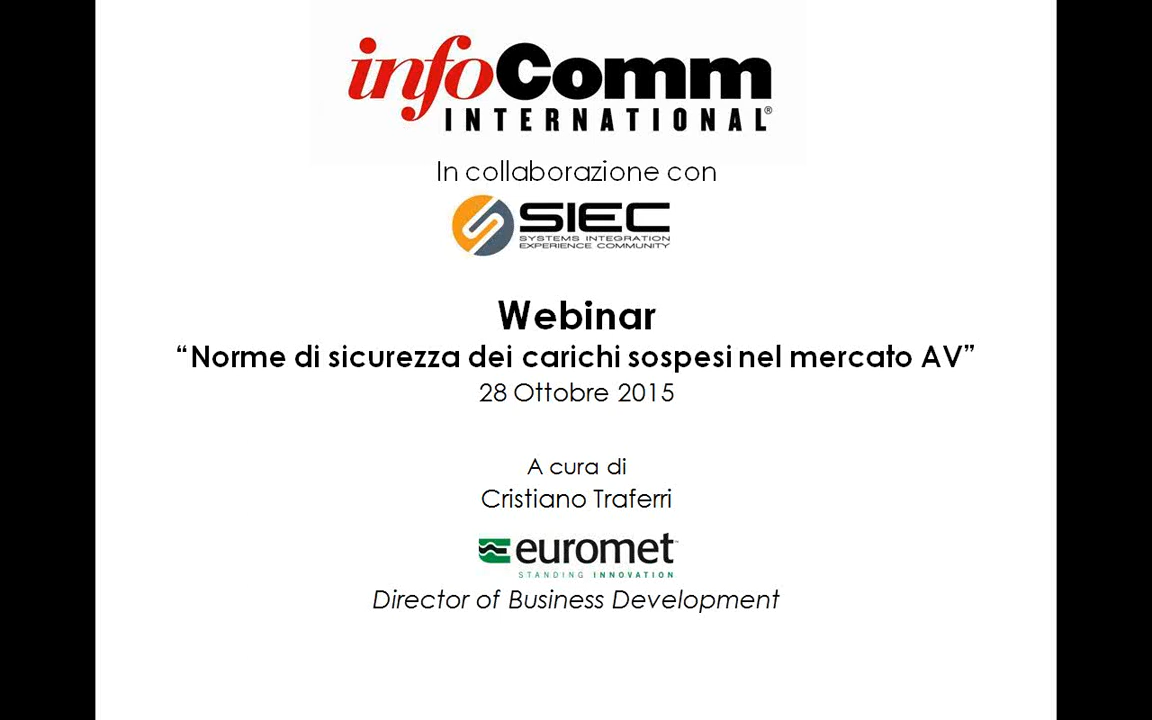 infoComm
INTERNATIONAL®
In collaborazione con
SIEC
SYSTEMS INTEGRATION
EXPERIENCE COMMUNITY
Webinar
“Norme di sicurezza dei carichi sospesi nel mercato AV”
28 Ottobre 2015
A cura di
Cristiano Traferri
euromet™
STANDING INNOVATION
Director of Business Development